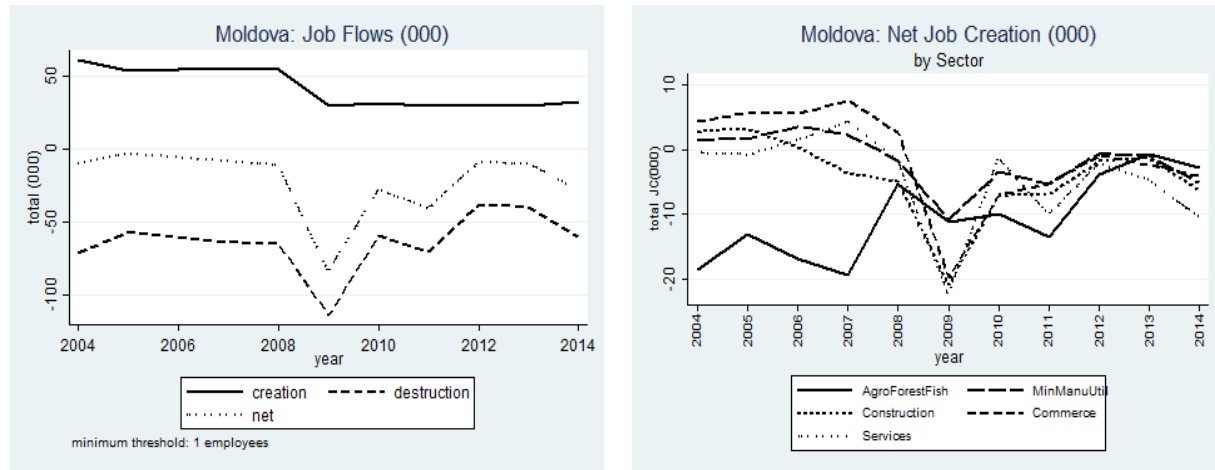 Moldova: Job Flows (000)
total (000)
50
0
-50
-100
2004 2006 2008 2010 2012 2014
year
creation destruction
net
minimum threshold: 1 employees
Moldova: Net Job Creation (000)
by Sector
total JC(000)
10
0
-10
-20
2004 2005 2006 2007 2008 2009 2010 2011 2012 2013 2014
year
AgroForestFish MinManuUtil
Construction Commerce
Services